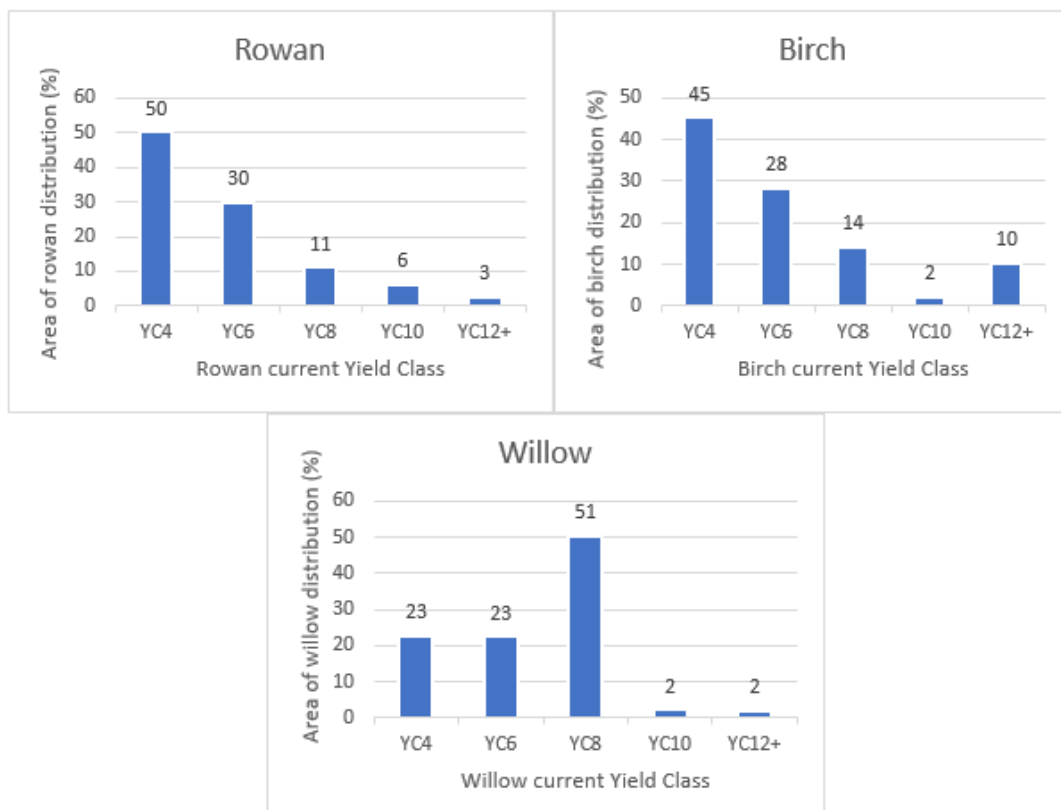 Rowan
Area of rowan distribution (%)
60
50
40
30
20
10
0
50
30
11
6
3
YC4 YC6 YC8 YC10 YC12+
Rowan current Yield Class
Birch
Area of birch distribution (%)
50
40
30
20
10
0
45
28
14
2
10
YC4 YC6 YC8 YC10 YC12+
Birch current Yield Class
Willow
Area of willow distribution (%)
60
50
40
30
20
10
0
23
23
51
2
2
YC4 YC6 YC8 YC10 YC12+
Willow current Yield Class